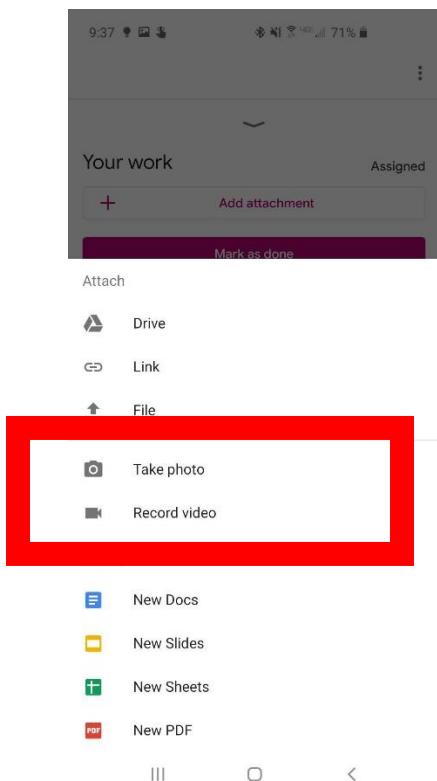 9:37 71%
Your work Assigned
Add attachment
Mark as done
Attach
Drive
Link
File
Take photo
Record video
New Docs
New Slides
New Sheets
PDF New PDF